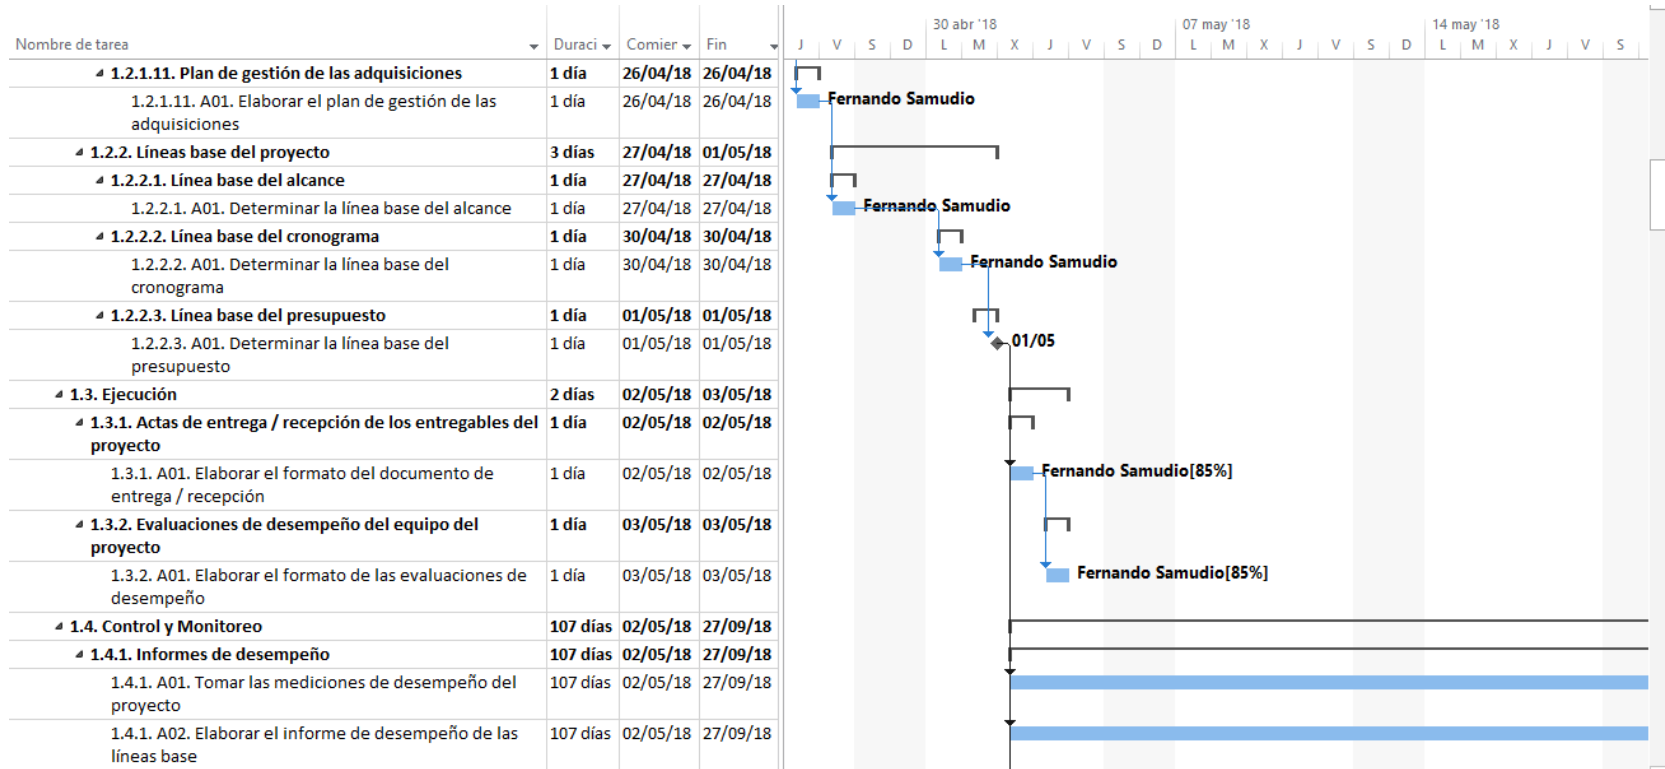 30 abr '18 07 may '18 14 may '18
Nombre de tarea Duraci Comier Fin J V S D L M X J V S D L M X J V S D L M X J V S
1.2.1.11. Plan de gestión de las adquisiciones 1 día 26/04/18 26/04/18
1.2.1.11. A01. Elaborar el plan de gestión de las 1 día 26/04/18 26/04/18 Fernando Samudio
adquisiciones
1.2.2. Líneas base del proyecto 3 días 27/04/18 01/05/18
1.2.2.1. Línea base del alcance 1 día 27/04/18 27/04/18
1.2.2.1. A01. Determinar la línea base del alcance 1 día 27/04/18 27/04/18 Fernando Samudio
1.2.2.2. Línea base del cronograma 1 día 30/04/18 30/04/18
1.2.2.2. A01. Determinar la línea base del 1 día 30/04/18 30/04/18 Fernando Samudio
cronograma
1.2.2.3. Línea base del presupuesto 1 día 01/05/18 01/05/18
1.2.2.3. A01. Determinar la línea base del 1 día 01/05/18 01/05/18 01/05
presupuesto
1.3. Ejecución 2 días 02/05/18 03/05/18
1.3.1. Actas de entrega / recepción de los entregables del 1 día 02/05/18 02/05/18
proyecto
1.3.1. A01. Elaborar el formato del documento de 1 día 02/05/18 02/05/18 Fernando Samudio[85%]
entrega / recepción
1.3.2. Evaluaciones de desempeño del equipo del 1 día 03/05/18 03/05/18
proyecto
1.3.2. A01. Elaborar el formato de las evaluaciones de 1 día 03/05/18 03/05/18 Fernando Samudio[85%]
desempeño
1.4. Control y Monitoreo 107 días 02/05/18 27/09/18
1.4.1. Informes de desempeño 107 días 02/05/18 27/09/18
1.4.1. A01. Tomar las mediciones de desempeño del 107 días 02/05/18 27/09/18
proyecto
1.4.1. A02. Elaborar el informe de desempeño de las 107 días 02/05/18 27/09/18
líneas base